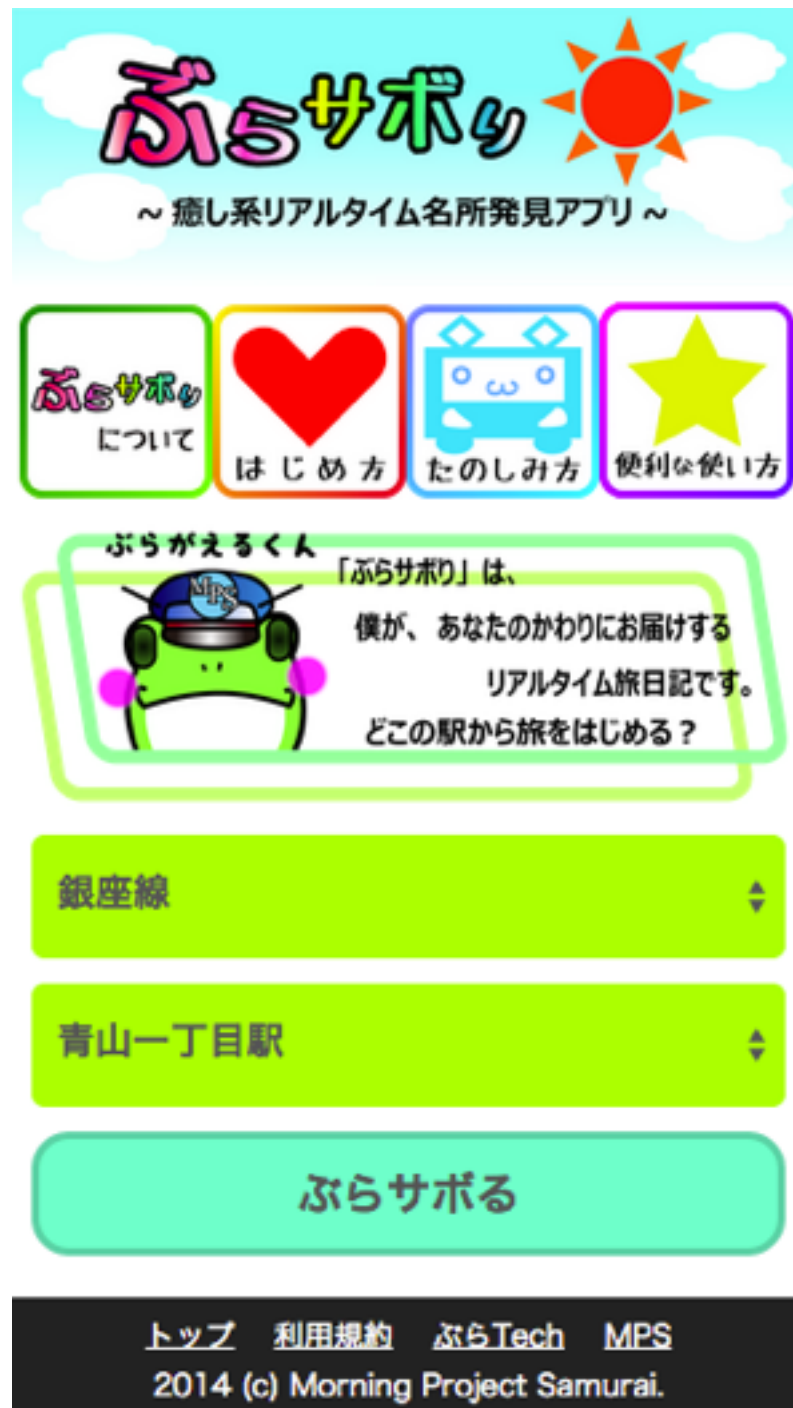 ぶらサボり
~ 癒し系リアルタイム名所発見アプリ ~
ぶらサボり
について
はじめ方
たのしみ方
便利な使い方
ぶらがえるくん
MPS
「ぶらサボり」は、
僕が、あなたのかわりにお届けする
リアルタイム旅日記です。
どこの駅から旅をはじめる?
銀座線
青山一丁目駅
ぶらサボる
トップ 利用規約 ぶらTech MPS
2014 (c) Morning Project Samurai.